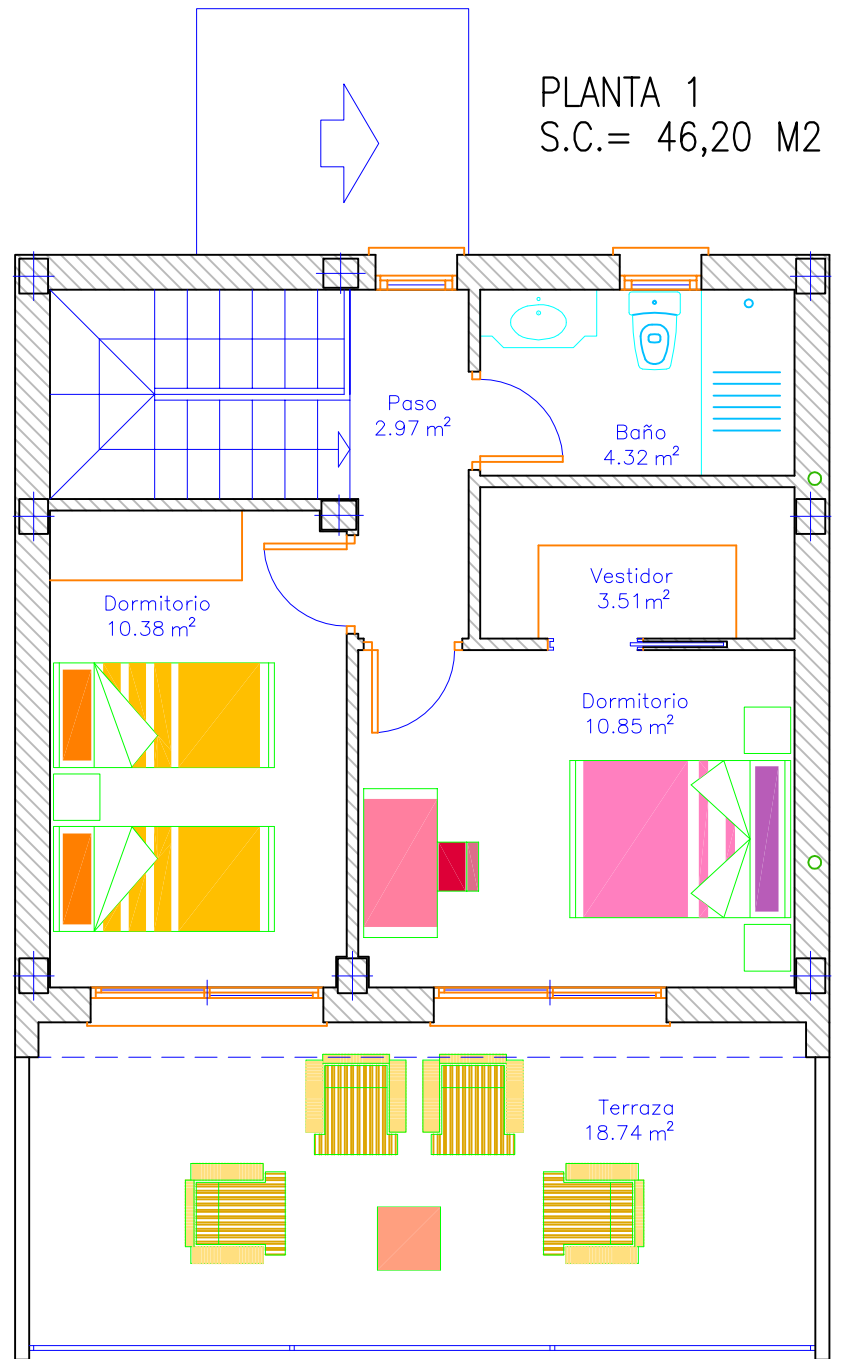 PLANTA 1
S.C.= 46,20 M2
Paso
2.97 m²
Baño
4.32 m²
Vestidor
3.51m²
Dormitorio
10.38 m²
Dormitorio
10.85 m²
Terraza
18.74 m²